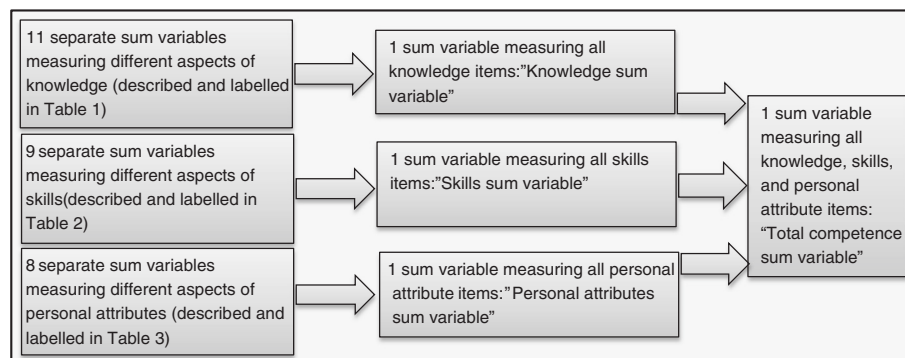 11 separate sum variables
measuring different aspects of
knowledge (described and labelled
in Table 1)
1 sum variable measuring all
knowledge items:”Knowledge sum
variable”
9 separate sum variables
measuring different aspects of
skills(described and labelled in
Table 2)
1 sum variable measuring all skills
items:”Skills sum variable”
8 separate sum variables
measuring different aspects of
personal attributes (described and
labelled in Table 3)
1 sum variable measuring all personal
attribute items:”Personal attributes
sum variable”
1 sum variable
measuring all
knowledge, skills,
and personal
attribute items:
“Total competence
sum variable”